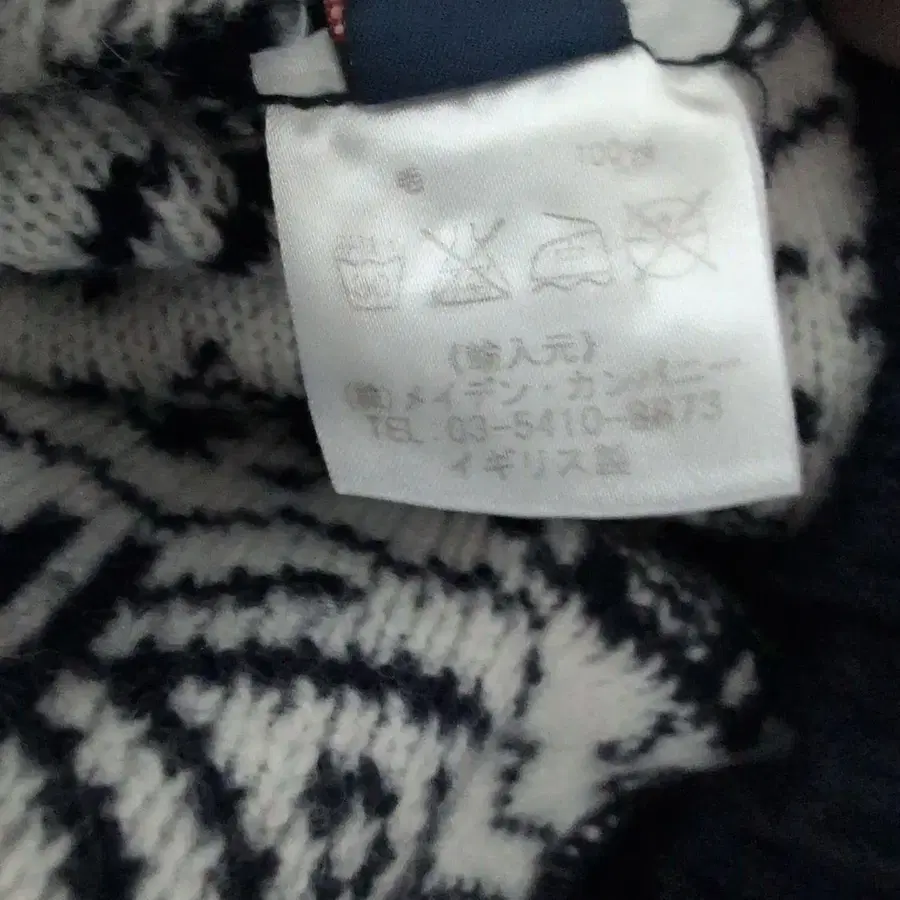 毛 100%
(輸入元)
(株)メイデン・カンパニー
TEL 03-5410-8873
イギリス製